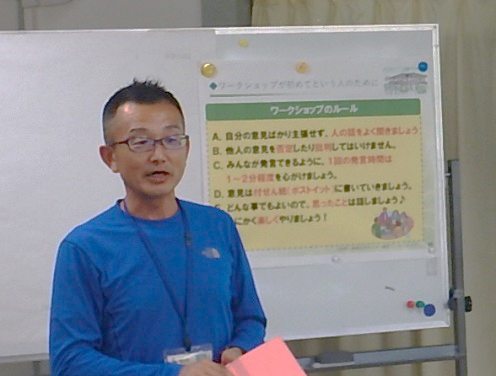 ◆ワークショップが初めてという人のために
ワークショップのルール
A. 自分の意見ばかり主張せず、人の話をよく聞きましょう
B. 他人の意見を否定したり批判してはいけません。
C. みんなが発言できるように、1回の発言時間は
1~2分程度を心がけましょう。
D. 意見は付せん紙(ポストイット)に書いていきましょう。
どんな事でもよいので、思ったことは話しましょう♪
にかく楽しくやりましょう!